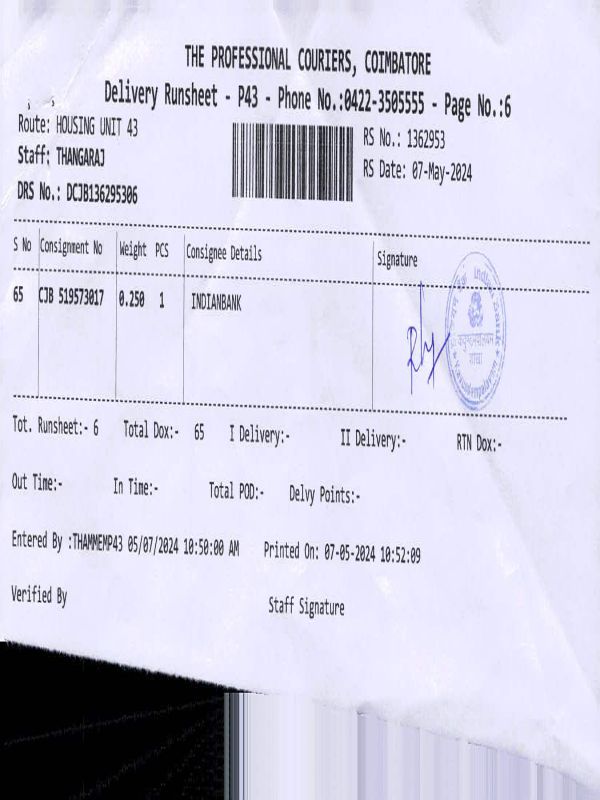 THE PROFESSIONAL COURIERS, COIMBATORE
Delivery Runsheet - P43 - Phone No.:0422-3505555 - Page No.:6
Route: HOUSING UNIT 43
RS No.: 1362953
Staff: THANGARAJ
RS Date: 07-May-2024
DRS No.: DCJB136295306
S No Consignment No Weight PCS Consignee Details Signature
65 CJB 519573017 0.250 1 INDIANBANK
Indian Bank
शाखा
Tot. Runsheet:- 6 Total Dox:- 65 I Delivery:- II Delivery:- RTN Dox:-
Out Time:- In Time:- Total POD:- Delvy Points:-
Entered By :THAMMEMP43 05/07/2024 10:50:00 AM Printed On: 07-05-2024 10:52:09
Verified By Staff Signature